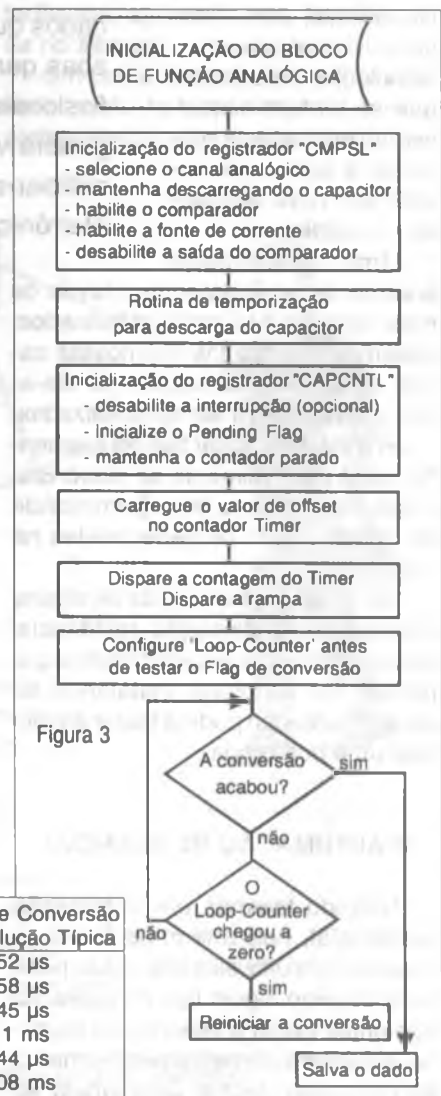 INICIALIZAÇÃO DO BLOCO
DE FUNÇÃO ANALÓGICA
Inicialização do registrador "CMPSL"
- selecione o canal analógico
- mantenha descarregando o capacitor
- habilite o comparador
- habilite a fonte de corrente
- desabilite a saída do comparador
Rotina de temporização
para descarga do capacitor
Inicialização do registrador "CAPCNTL"
- desabilite a interrupção (opcional)
- Inicialize o Pendina Flag
- mantenha o contador parado
Carregue o valor de offset
no contador Timer
Dispare a contagem do Timer
Dispare a rampa
Configure 'Loop-Counter' antes
de testar o Flag de conversão
Figura 3
A conversão
acabou?
sim
não
O
Loop-Counter
chegou a
zero?
não
sim
Reiniciar a conversão
Salva o dado
e Conversão
lução Típica
52 µs
58 µs
45 µs
1 ms
44 µs
08 ms